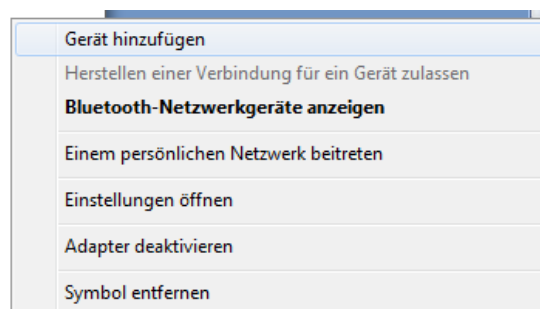 Gerät hinzufügen
Herstellen einer Verbindung für ein Gerät zulassen
Bluetooth-Netzwerkgeräte anzeigen
Einem persönlichen Netzwerk beitreten
Einstellungen öffnen
Adapter deaktivieren
Symbol entfernen